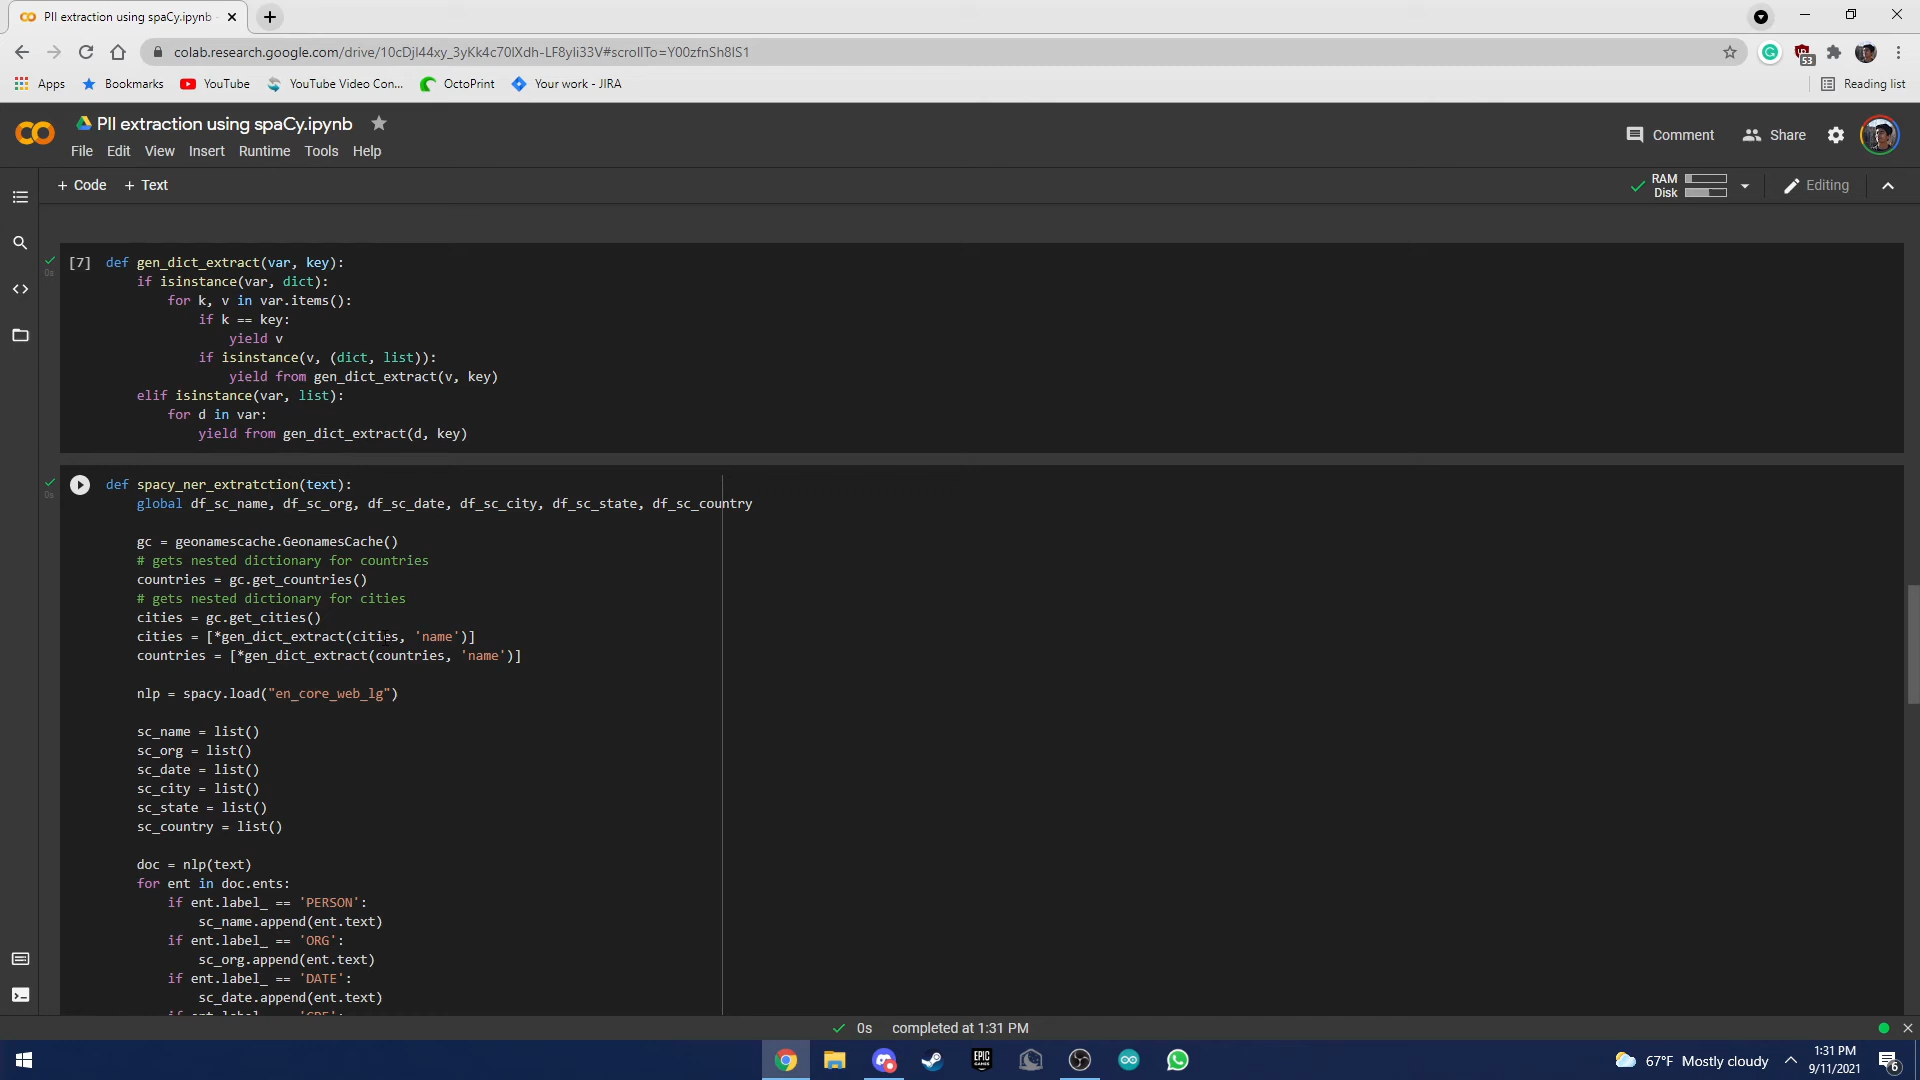 PII extraction using spaCy.ipynb
colab.research.google.com/drive/10cDjl44xy_3yKk4c70lXdh-LF8yIi33V#scrollTo=Y00zfnSh8IS1
53
Apps Bookmarks YouTube YouTube Video Con... OctoPrint Your work - JIRA Reading list
PII extraction using spaCy.ipynb
Comment Share
File Edit View Insert Runtime Tools Help
+ Code + Text
RAM
Disk
Editing
[7] def gen_dict_extract(var, key):
if isinstance(var, dict):
for k, v in var.items():
if k == key:
yield v
if isinstance(v, (dict, list)):
yield from gen_dict_extract(v, key)
elif isinstance(var, list):
for d in var:
yield from gen_dict_extract(d, key)
0s
def spacy_ner_extratction(text):
0s
global df_sc_name, df_sc_org, df_sc_date, df_sc_city, df_sc_state, df_sc_country
gc = geonamescache.GeonamesCache()
# gets nested dictionary for countries
countries = gc.get_countries()
# gets nested dictionary for cities
cities = gc.get_cities()
cities = [*gen_dict_extract(cities, 'name')]
countries = [*gen_dict_extract(countries, 'name')]
nlp = spacy.load("en_core_web_lg")
sc_name = list()
sc_org = list()
sc_date = list()
sc_city = list()
sc_state = list()
sc_country = list()
doc = nlp(text)
for ent in doc.ents:
if ent.label_ == 'PERSON':
sc_name.append(ent.text)
if ent.label_ == 'ORG':
sc_org.append(ent.text)
if ent.label_ == 'DATE':
sc_date.append(ent.text)
0s completed at 1:31 PM
EPIC GAMES
67°F Mostly cloudy
1:31 PM
9/11/2021
6